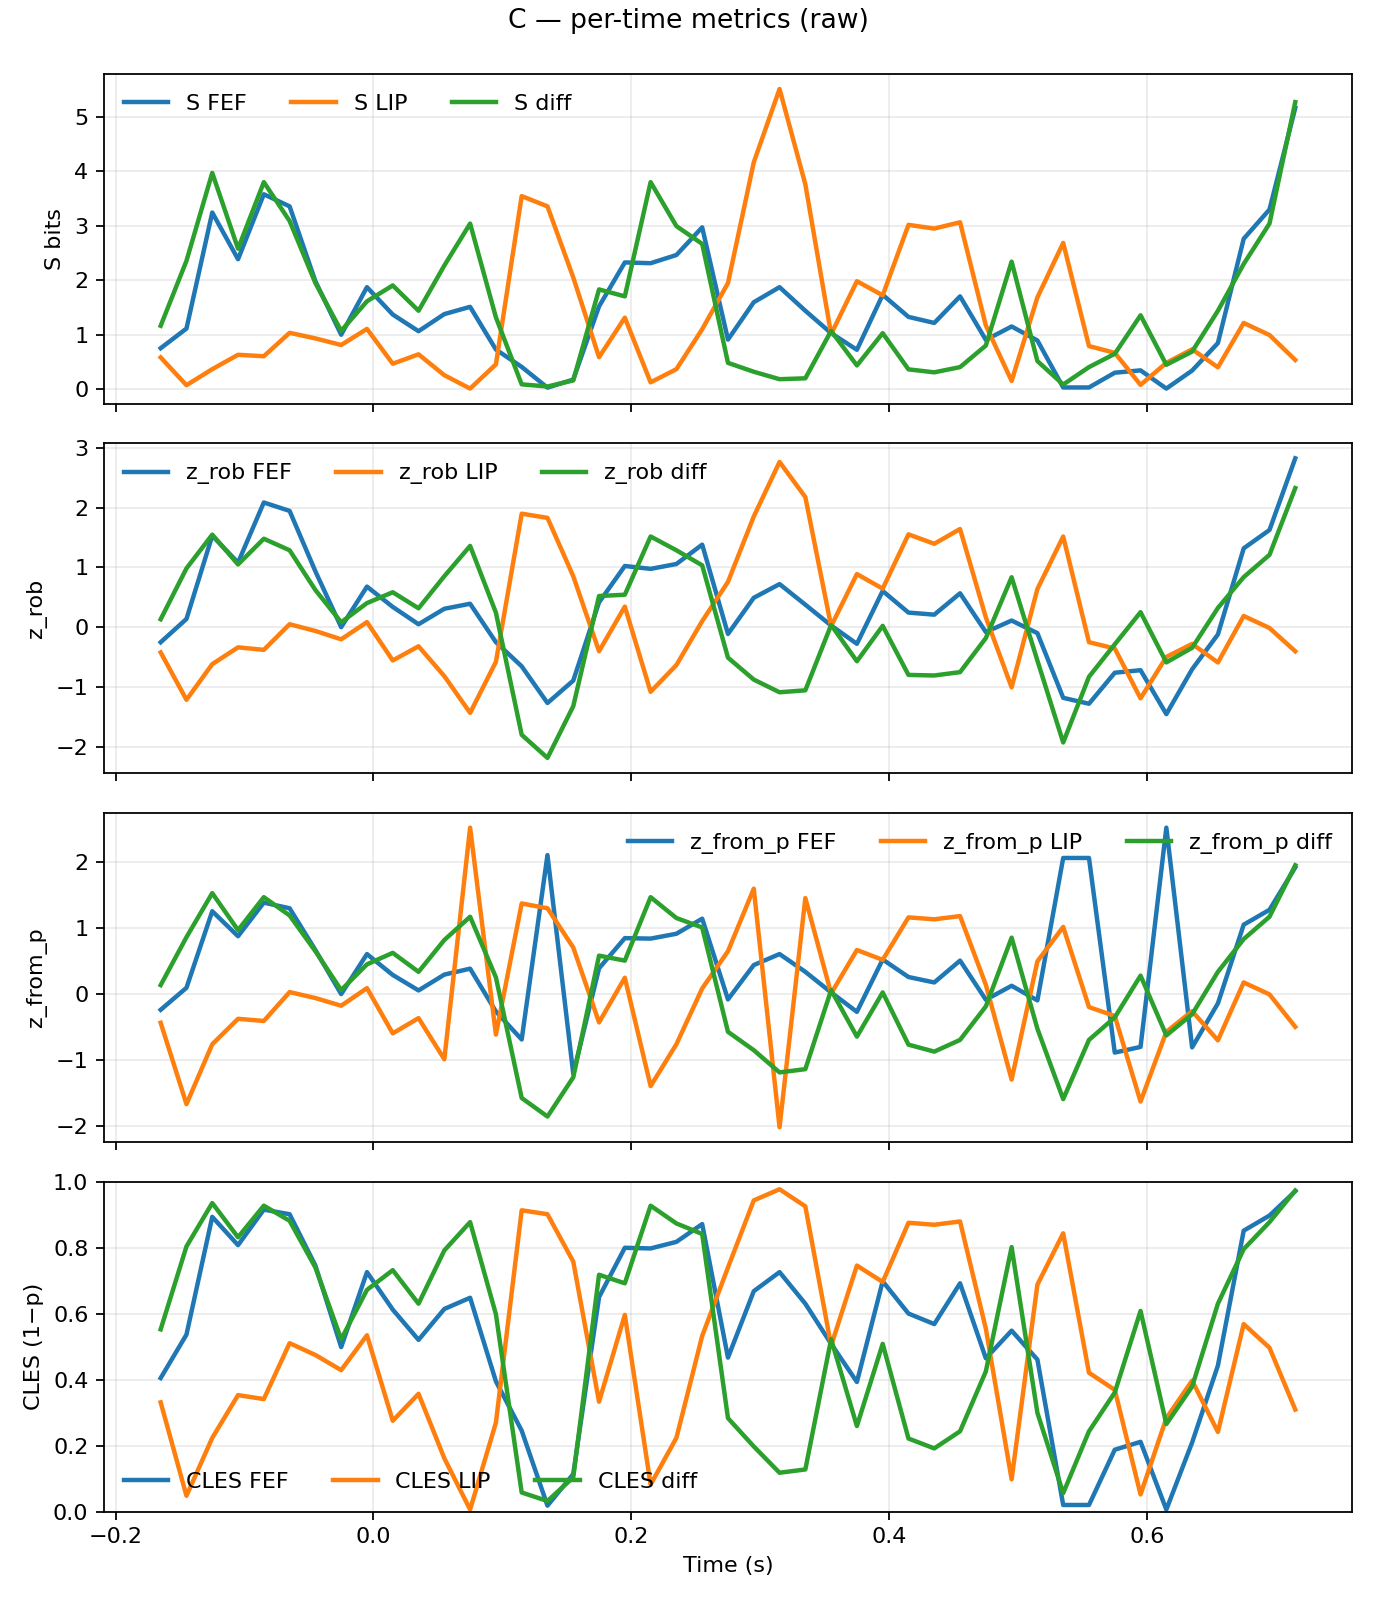 C — per-time metrics (raw)
S FEF S LIP S diff
5
4
3
2
1
0
S bits
z_rob FEF z_rob LIP z_rob diff
3
2
1
0
−1
−2
z_rob
z_from_p FEF z_from_p LIP z_from_p diff
2
1
0
−1
−2
z_from_p
1.0
0.8
0.6
0.4
0.2
0.0
CLES (1−p)
CLES FEF CLES LIP CLES diff
−0.2 0.0 0.2 0.4 0.6
Time (s)